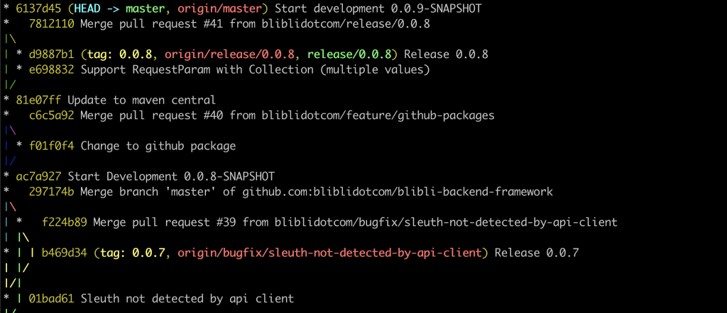 * 6137d45 (HEAD -> master, origin/master) Start development 0.0.9-SNAPSHOT
*   7812110 Merge pull request #41 from bliblidotcom/release/0.0.8
|\
| * d9887b1 (tag: 0.0.8, origin/release/0.0.8, release/0.0.8) Release 0.0.8
| * e698832 Support RequestParam with Collection (multiple values)
|/
* 81e07ff Update to maven central
*   c6c5a92 Merge pull request #40 from bliblidotcom/feature/github-packages
|\
| * f01f0f4 Change to github package
|/
* ac7a927 Start Development 0.0.8-SNAPSHOT
*   297174b Merge branch 'master' of github.com:bliblidotcom/blibli-backend-framework
|\
| *   f224b89 Merge pull request #39 from bliblidotcom/bugfix/sleuth-not-detected-by-api-client
| |\
* | | b469d34 (tag: 0.0.7, origin/bugfix/sleuth-not-detected-by-api-client) Release 0.0.7
| |/
|/|
* | 01bad61 Sleuth not detected by api client
|/